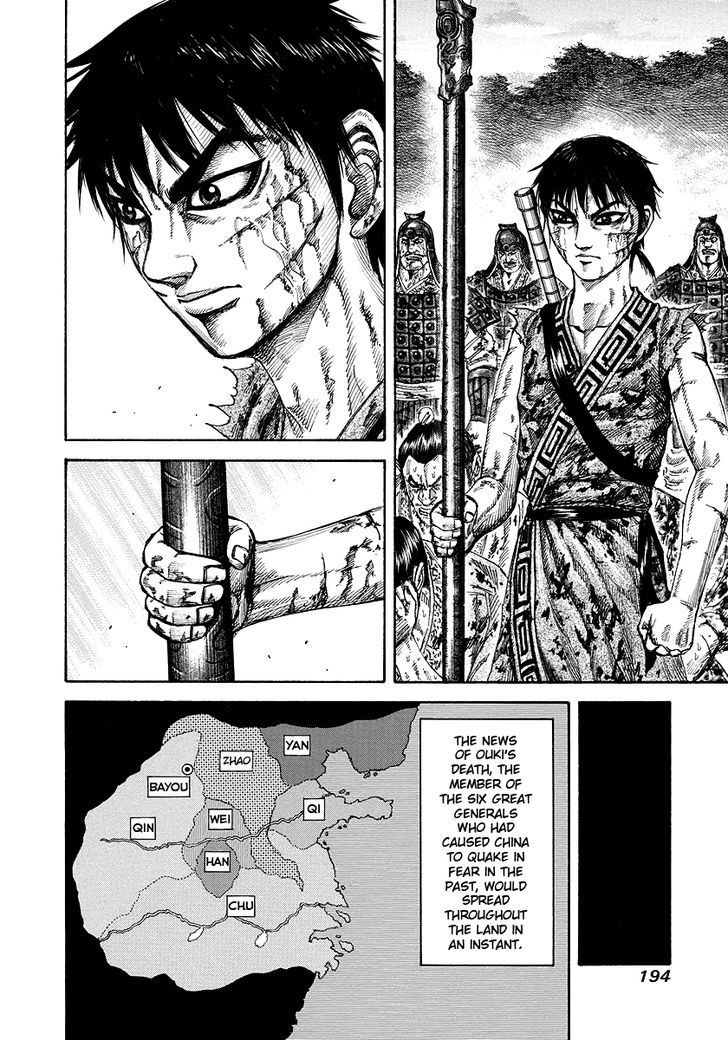 YAN
ZHAO
BAYOU
QI
WEI
QIN
HAN
CHU
THE NEWS
OF OUKI'S
DEATH, THE
MEMBER OF
THE SIX GREAT
GENERALS
WHO HAD
CAUSED CHINA
TO QUAKE IN
FEAR IN THE
PAST, WOULD
SPREAD
THROUGHOUT
THE LAND IN
AN INSTANT.
194